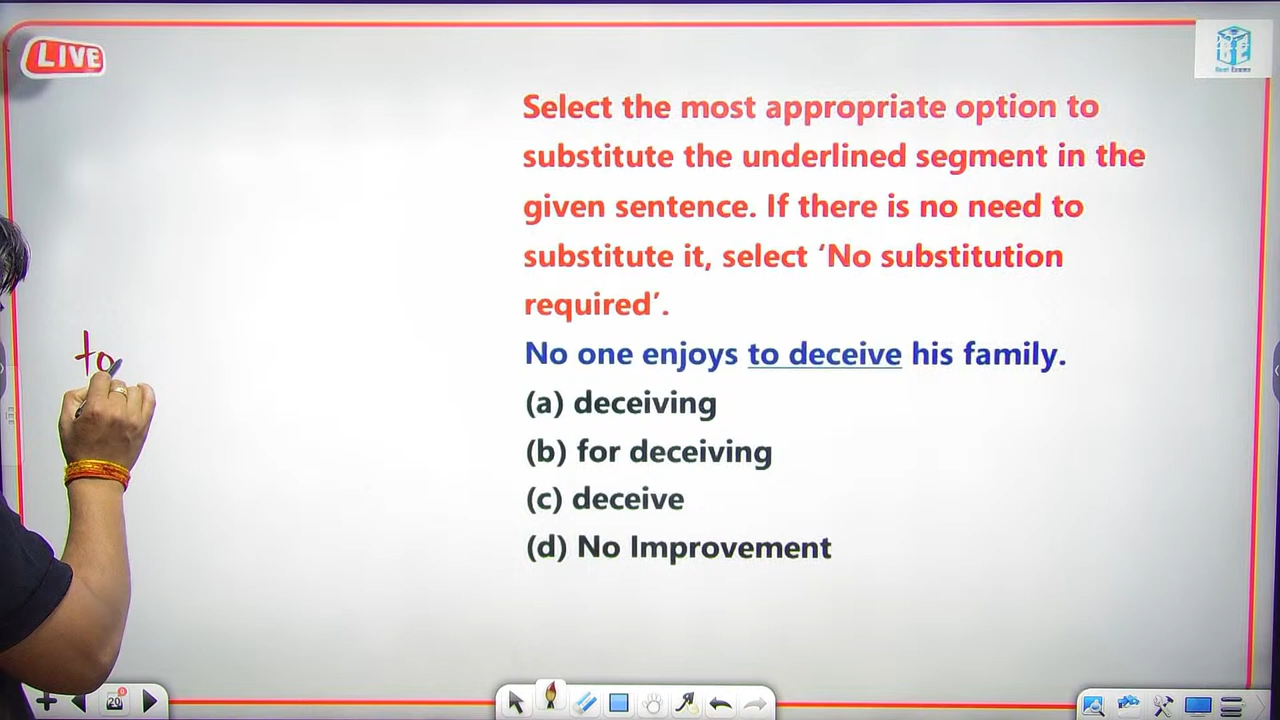 LIVE
Select the most appropriate option to
substitute the underlined segment in the
given sentence. If there is no need to
substitute it, select ‘No substitution
required’.
No one enjoys to deceive his family.
(a) deceiving
(b) for deceiving
(c) deceive
(d) No Improvement
to
20